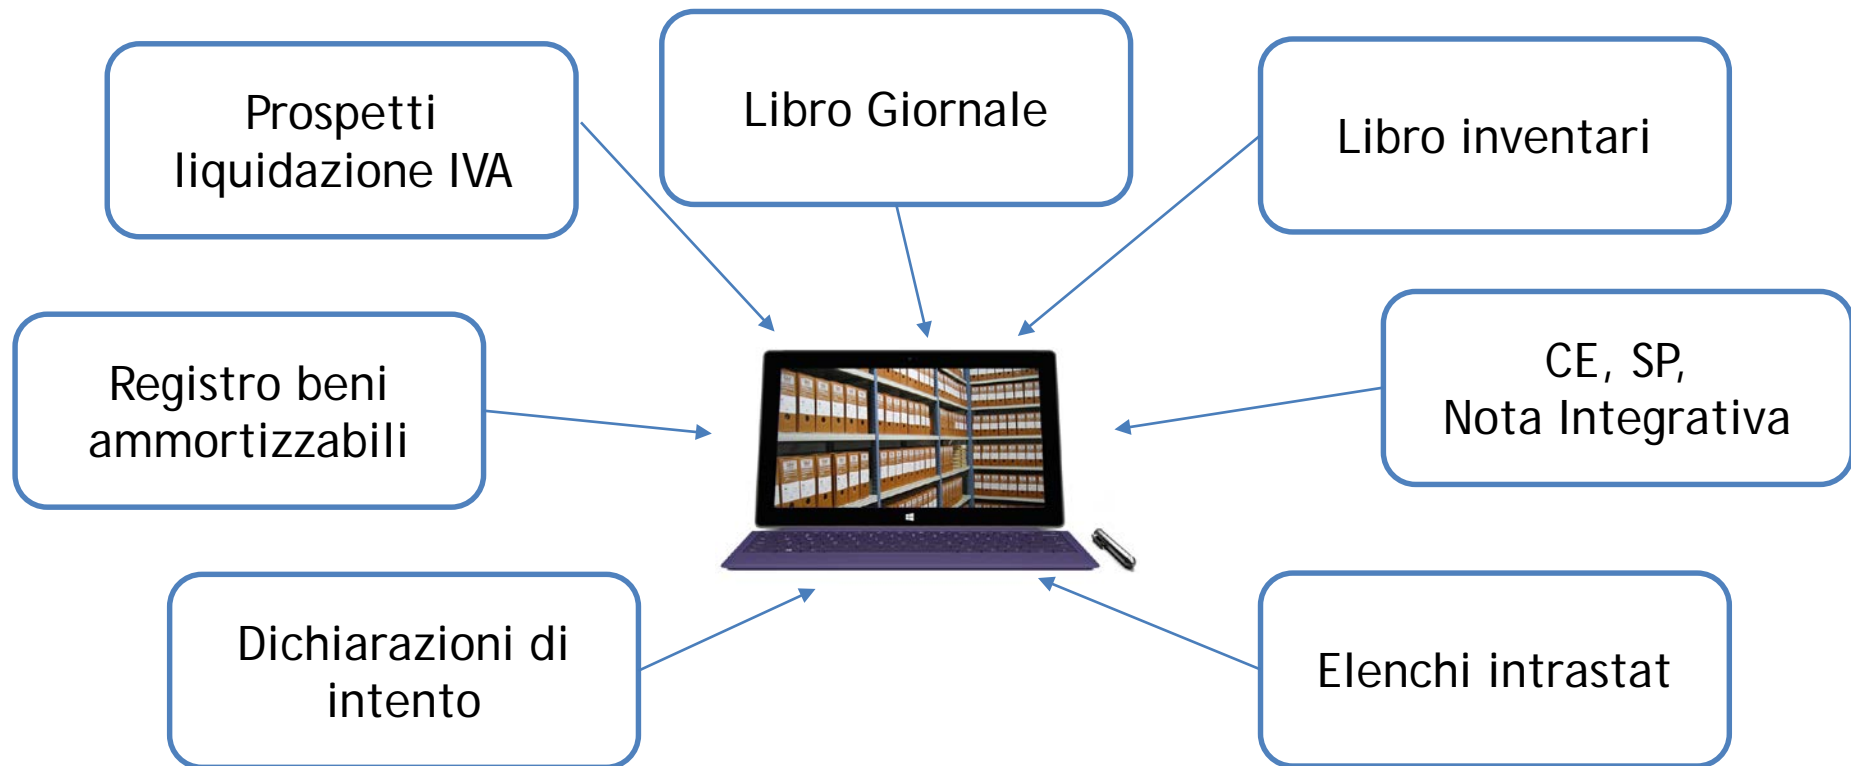 Prospetti
liquidazione IVA
Libro Giornale
Libro inventari
Registro beni
ammortizzabili
CE, SP,
Nota Integrativa
Dichiarazioni di
intento
Elenchi intrastat